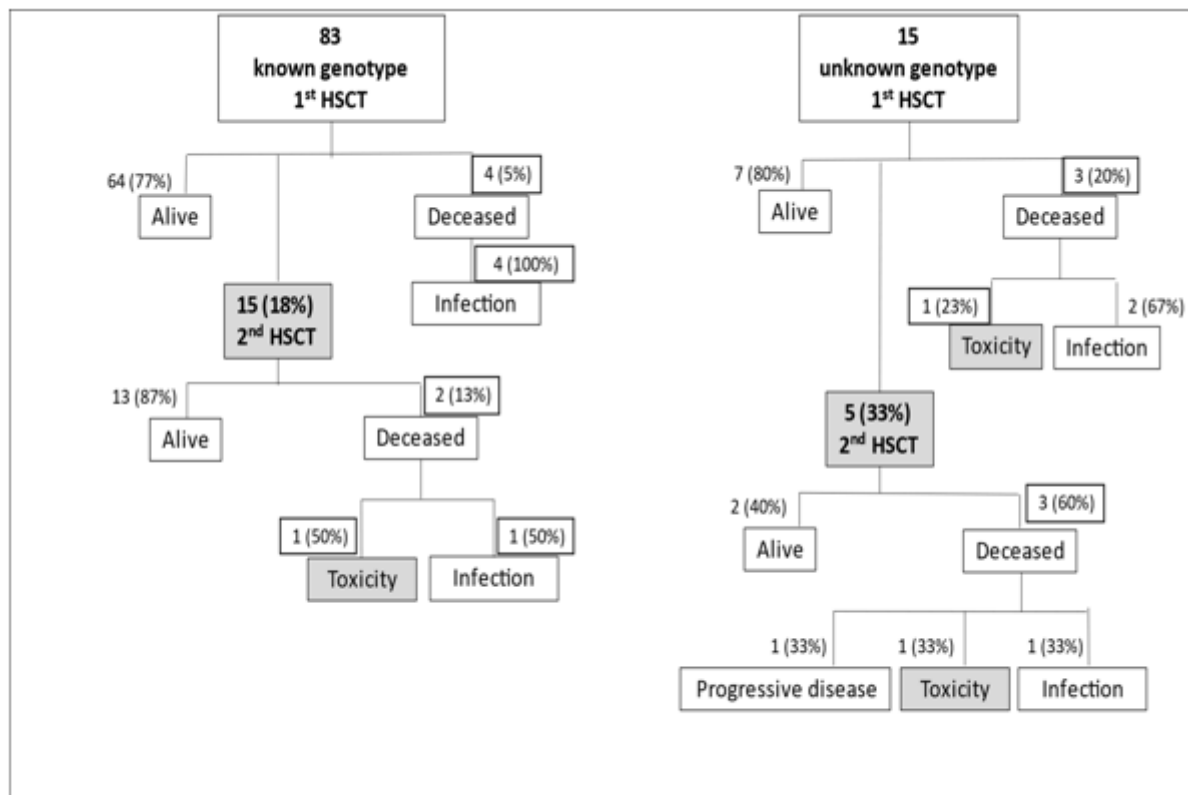 83
known genotype
1st HSCT
64 (77%)
Alive
4 (5%)
Deceased
4 (100%)
Infection
15 (18%)
2nd HSCT
13 (87%)
Alive
2 (13%)
Deceased
1 (50%)
Toxicity
1 (50%)
Infection
15
unknown genotype
1st HSCT
7 (80%)
Alive
3 (20%)
Deceased
1 (23%)
Toxicity
2 (67%)
Infection
5 (33%)
2nd HSCT
2 (40%)
Alive
3 (60%)
Deceased
1 (33%)
Progressive disease
1 (33%)
Toxicity
1 (33%)
Infection